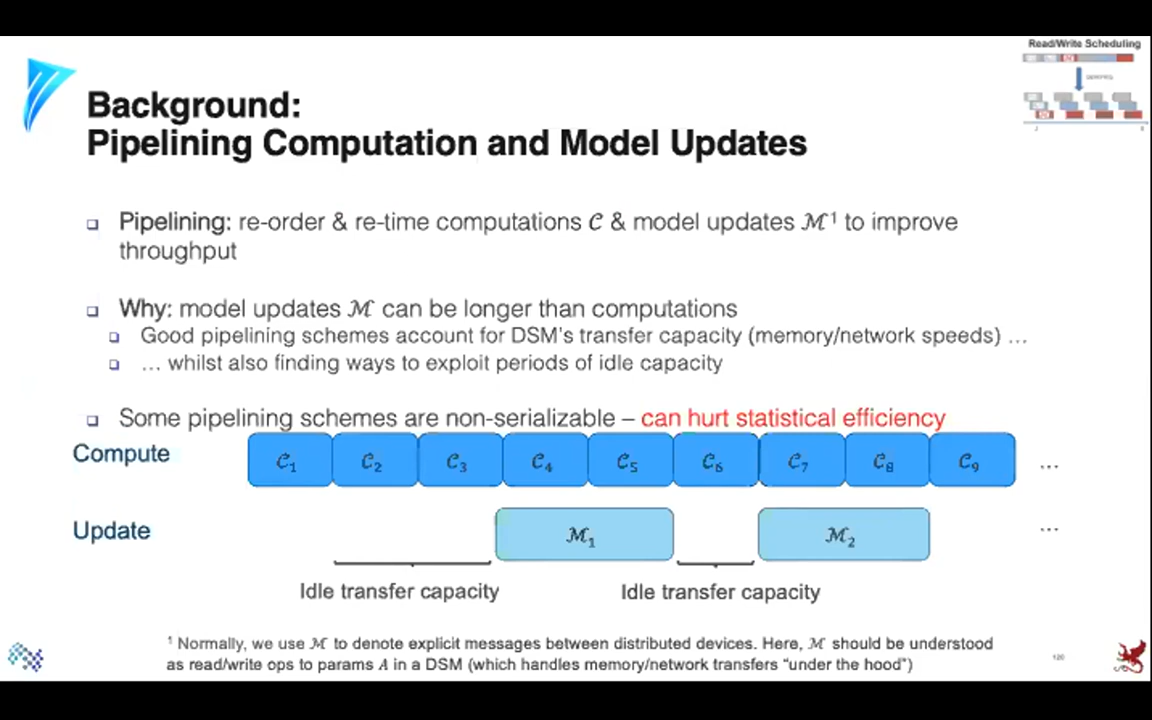 Read/Write Scheduling
Background:
Pipelining Computation and Model Updates
❑ Pipelining: re-order & re-time computations 𝒞 & model updates ℳ¹ to improve
throughput
❑ Why: model updates ℳ can be longer than computations
❑ Good pipelining schemes account for DSM's transfer capacity (memory/network speeds) …
❑ … whilst also finding ways to exploit periods of idle capacity
❑ Some pipelining schemes are non-serializable – can hurt statistical efficiency
Compute 𝒞₁ 𝒞₂ 𝒞₃ 𝒞₄ 𝒞₅ 𝒞₆ 𝒞₇ 𝒞₈ 𝒞₉ …
Update ℳ₁ ℳ₂ …
Idle transfer capacity Idle transfer capacity
¹ Normally, we use ℳ to denote explicit messages between distributed devices. Here, ℳ should be understood
as read/write ops to params A in a DSM (which handles memory/network transfers "under the hood")
120